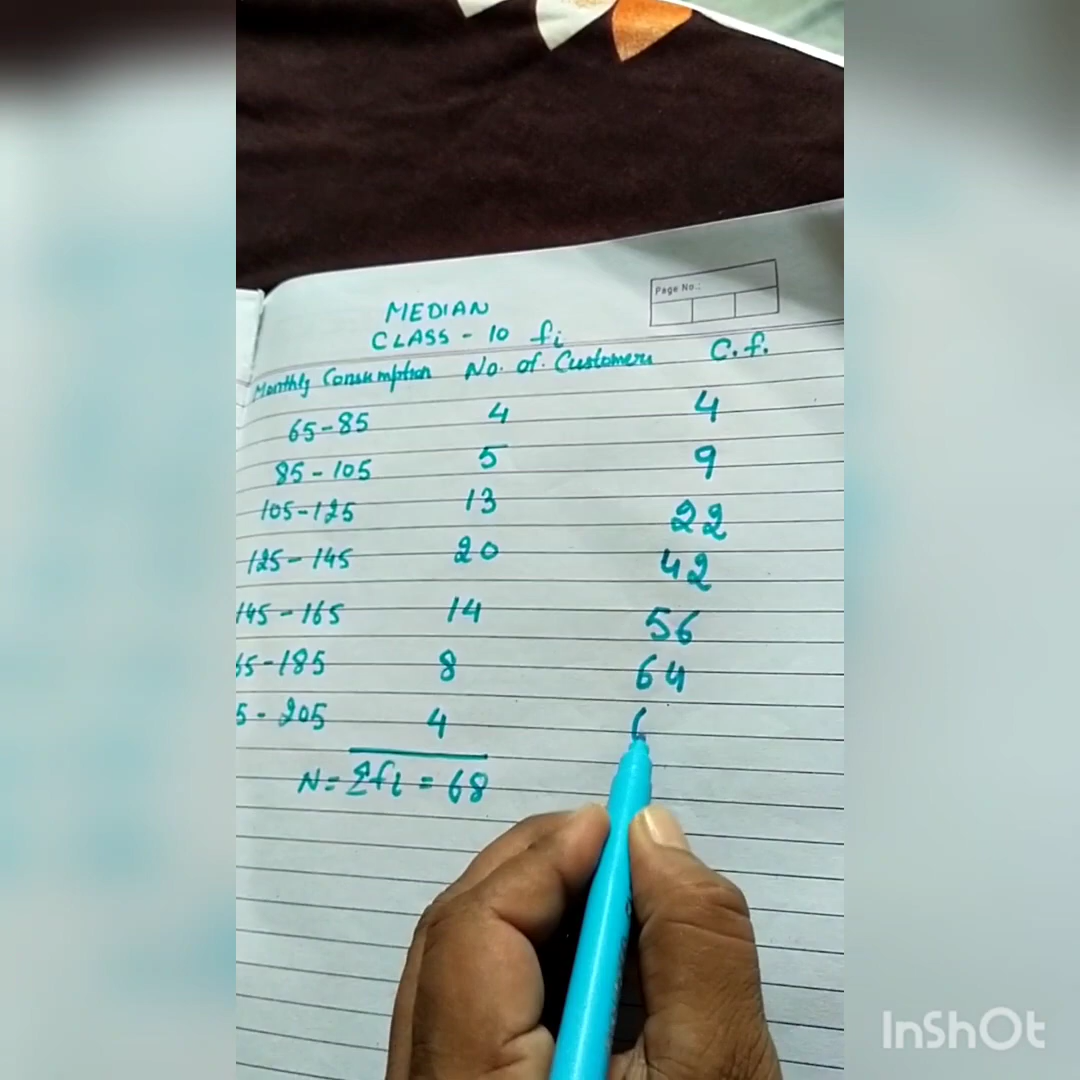 Page No.:
MEDIAN
CLASS - 10 fi
Monthly Consumption No. of. Customers C.f.
65-85 4 4
85-105 5 9
105-125 13 22
125-145 20 42
145-165 14 56
65-185 8 64
5-205 4 6
N = Σfi = 68
InShOt